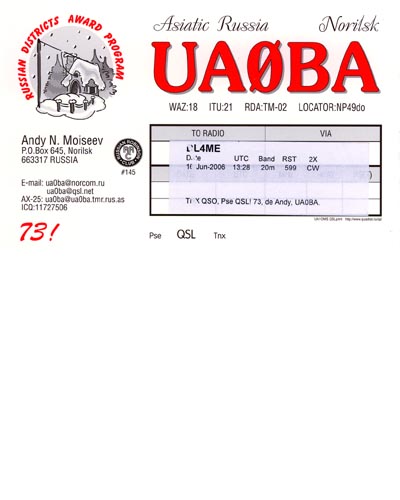 RUSSIAN DISTRICTS AWARD PROGRAM
Asiatic Russia Norilsk
UAØBA
WAZ:18 ITU:21 RDA:TM-02 LOCATOR:NP49do
Andy N. Moiseev
P.O.Box 645, Norilsk
663317 RUSSIA
#145
E-mail: ua0ba@norcom.ru
ua0ba@qsl.net
AX-25: ua0ba@ua0ba.tmr.rus.as
ICQ:11727506
73!
TO RADIO VIA
DL4ME
Date UTC Band RST 2X
16 Jun-2006 13:28 20m 599 CW
TnX QSO, Pse QSL! 73, de Andy, UA0BA.
Pse QSL Tnx